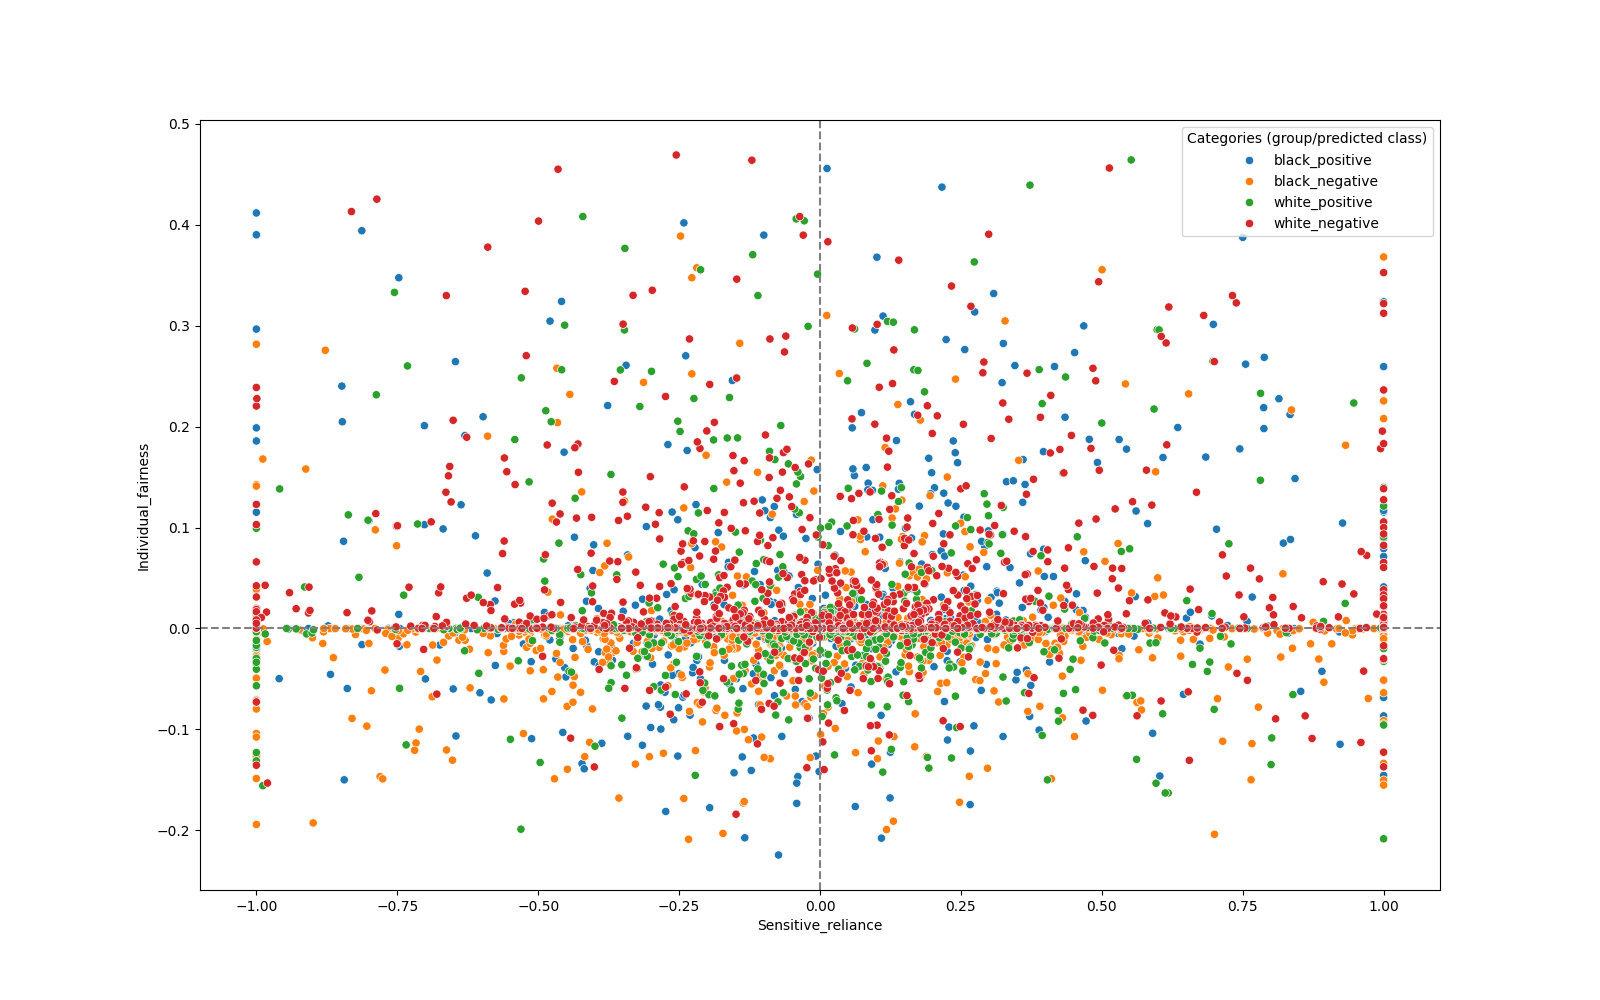 Categories (group/predicted class)
black_positive
black_negative
white_positive
white_negative
0.5
0.4
0.3
0.2
0.1
0.0
−0.1
−0.2
Individual_fairness
−1.00 −0.75 −0.50 −0.25 0.00 0.25 0.50 0.75 1.00
Sensitive_reliance